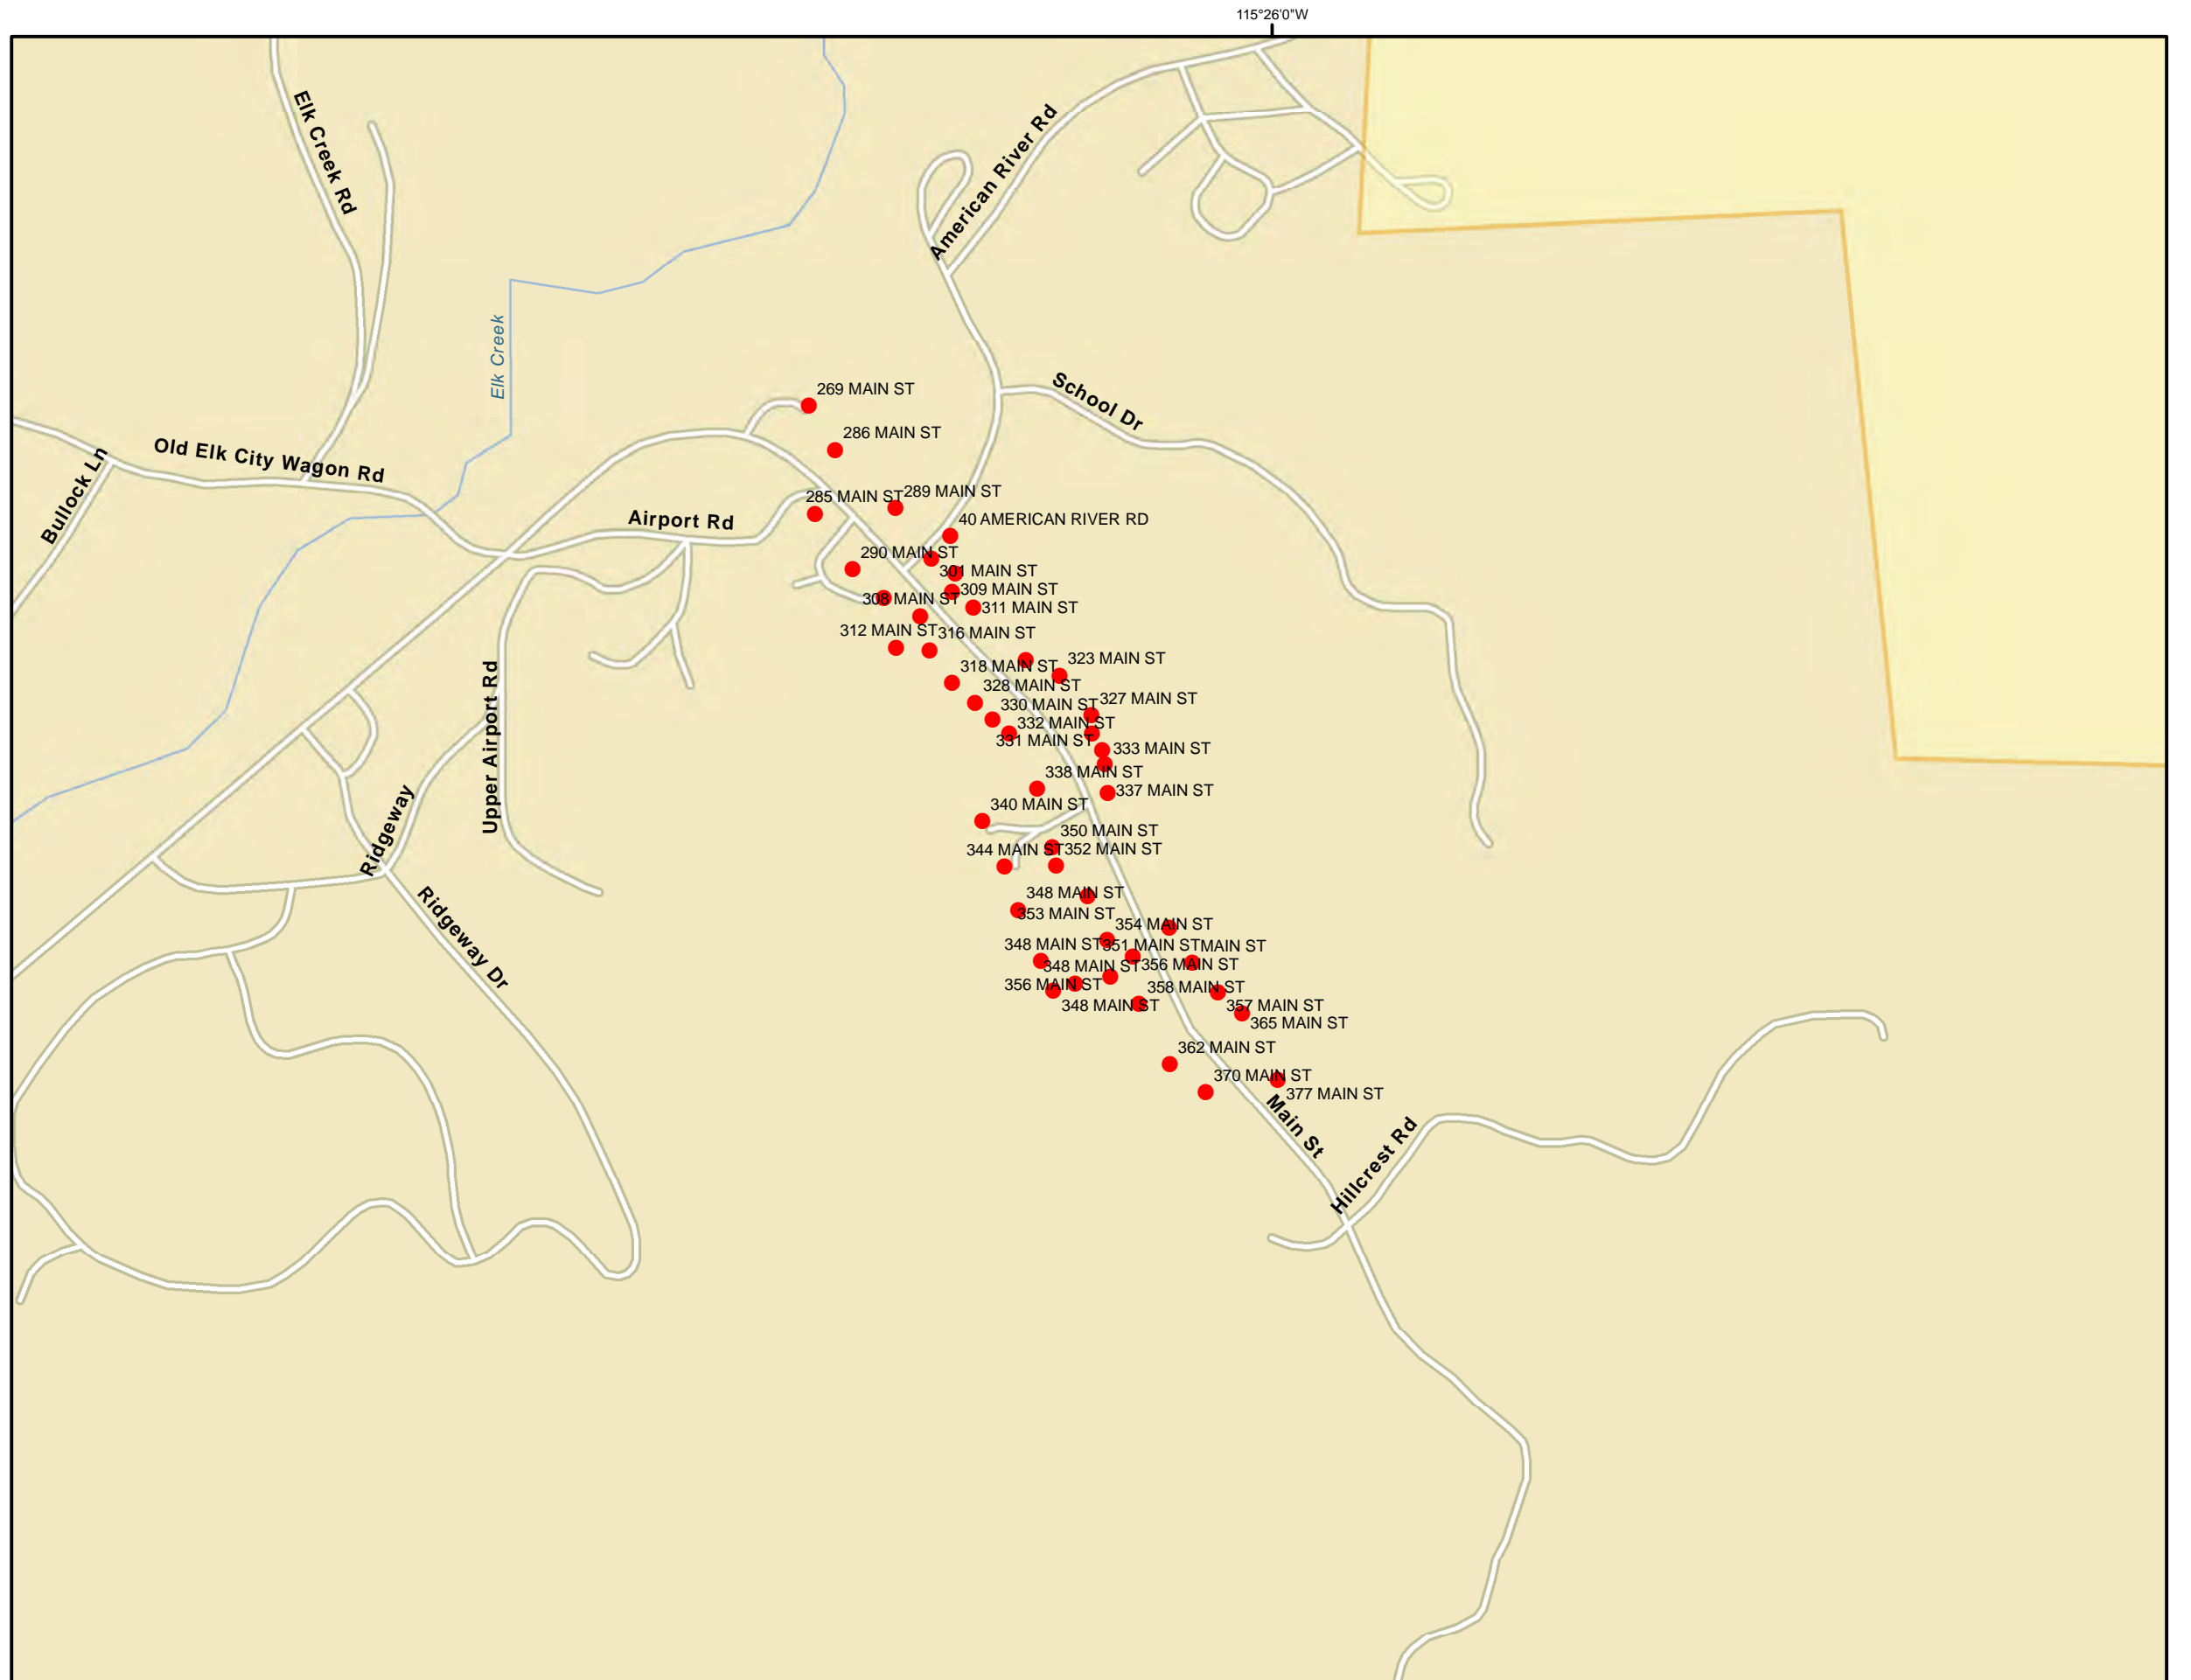 115°26'0"W
Elk Creek Rd
American River Rd
Elk Creek
School Dr
269 MAIN ST
286 MAIN ST
Old Elk City Wagon Rd
Bullock Ln
285 MAIN ST
289 MAIN ST
Airport Rd
40 AMERICAN RIVER RD
290 MAIN ST
301 MAIN ST
309 MAIN ST
308 MAIN ST
311 MAIN ST
312 MAIN ST
316 MAIN ST
323 MAIN ST
318 MAIN ST
328 MAIN ST
327 MAIN ST
330 MAIN ST
332 MAIN ST
331 MAIN ST
333 MAIN ST
Upper Airport Rd
338 MAIN ST
337 MAIN ST
340 MAIN ST
Ridgeway
350 MAIN ST
344 MAIN ST
352 MAIN ST
348 MAIN ST
353 MAIN ST
354 MAIN ST
Ridgeway Dr
348 MAIN ST
351 MAIN ST
MAIN ST
348 MAIN ST
356 MAIN ST
356 MAIN ST
358 MAIN ST
348 MAIN ST
357 MAIN ST
365 MAIN ST
362 MAIN ST
370 MAIN ST
377 MAIN ST
Main St
Hillcrest Rd